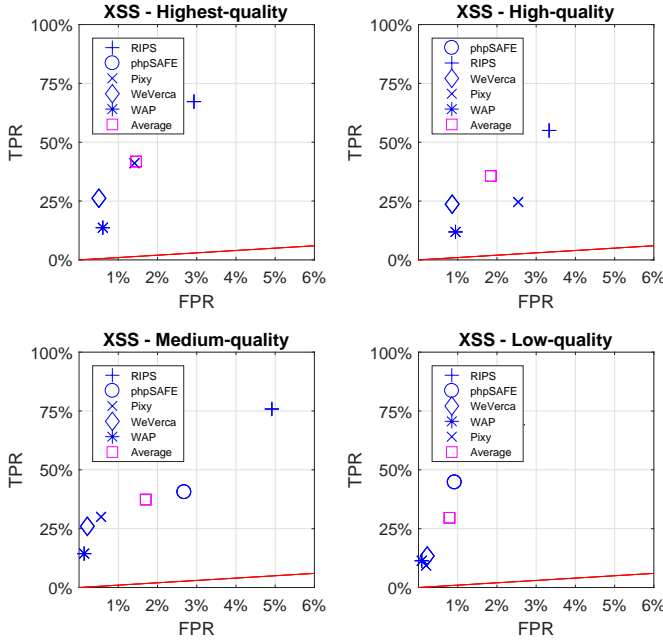 XSS - Highest-quality
100%
75%
50%
25%
0%
TPR
RIPS
phpSAFE
Pixy
WeVerca
WAP
Average
1% 2% 3% 4% 5% 6%
FPR
XSS - High-quality
100%
75%
50%
25%
0%
TPR
phpSAFE
RIPS
WeVerca
Pixy
WAP
Average
1% 2% 3% 4% 5% 6%
FPR
XSS - Medium-quality
100%
75%
50%
25%
0%
TPR
RIPS
phpSAFE
Pixy
WeVerca
WAP
Average
1% 2% 3% 4% 5% 6%
FPR
XSS - Low-quality
100%
75%
50%
25%
0%
TPR
RIPS
phpSAFE
WeVerca
WAP
Pixy
Average
1% 2% 3% 4% 5% 6%
FPR